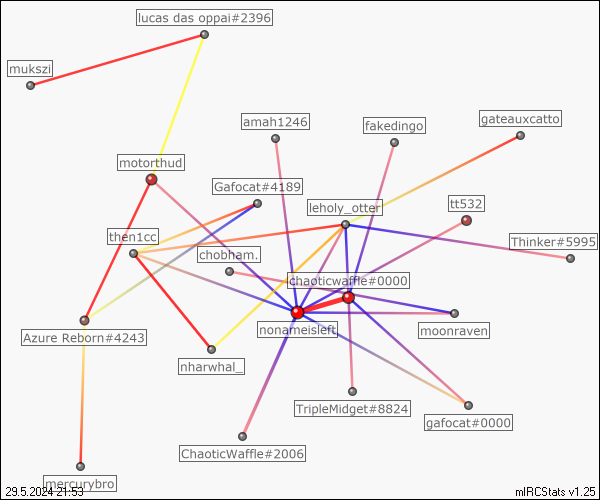 lucas das oppai#2396
mukszi
amah1246
fakedingo
gateauxcatto
motorthud
Gafocat#4189
leholy_otter
tt532
then1cc
chobham.
Thinker#5995
chaoticwaffle#0000
nonameisleft
moonraven
Azure Reborn#4243
nharwhal_
TripleMidget#8824
gafocat#0000
ChaoticWaffle#2006
mercurybro
29.5.2024 21:53
mIRCStats v1.25